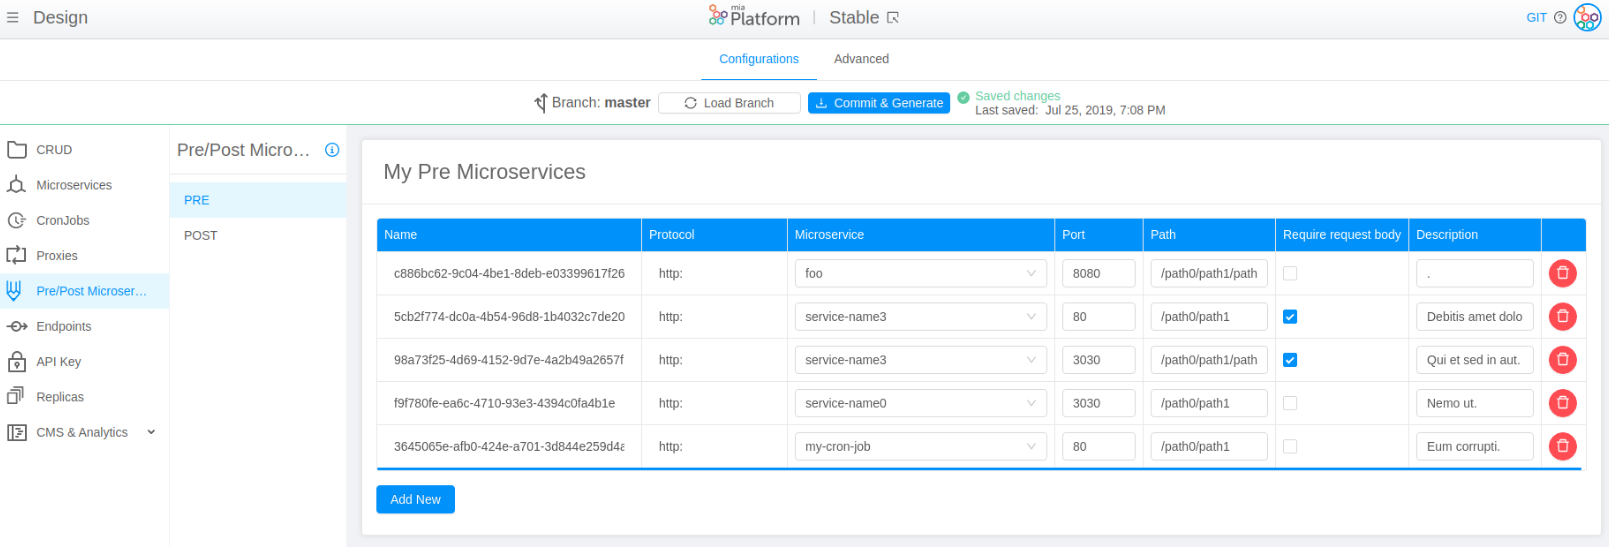 Design
mia
Platform
Stable
GIT
Configurations
Advanced
Branch: master
Load Branch
Commit & Generate
Saved changes
Last saved: Jul 25, 2019, 7:08 PM
CRUD
Microservices
CronJobs
Proxies
Pre/Post Microser...
Endpoints
API Key
Replicas
CMS & Analytics
Pre/Post Micro...
PRE
POST
My Pre Microservices
Name Protocol Microservice Port Path Require request body Description
c886bc62-9c04-4be1-8deb-e03399617f26 http: foo 8080 /path0/path1/path .
5cb2f774-dc0a-4b54-96d8-1b4032c7de20 http: service-name3 80 /path0/path1 Debitis amet dolo
98a73f25-4d69-4152-9d7e-4a2b49a2657f http: service-name3 3030 /path0/path1/path Qui et sed in aut.
f9f780fe-ea6c-4710-93e3-4394c0fa4b1e http: service-name0 3030 /path0/path1 Nemo ut.
3645065e-afb0-424e-a701-3d844e259d4a http: my-cron-job 80 /path0/path1 Eum corrupti.
Add New